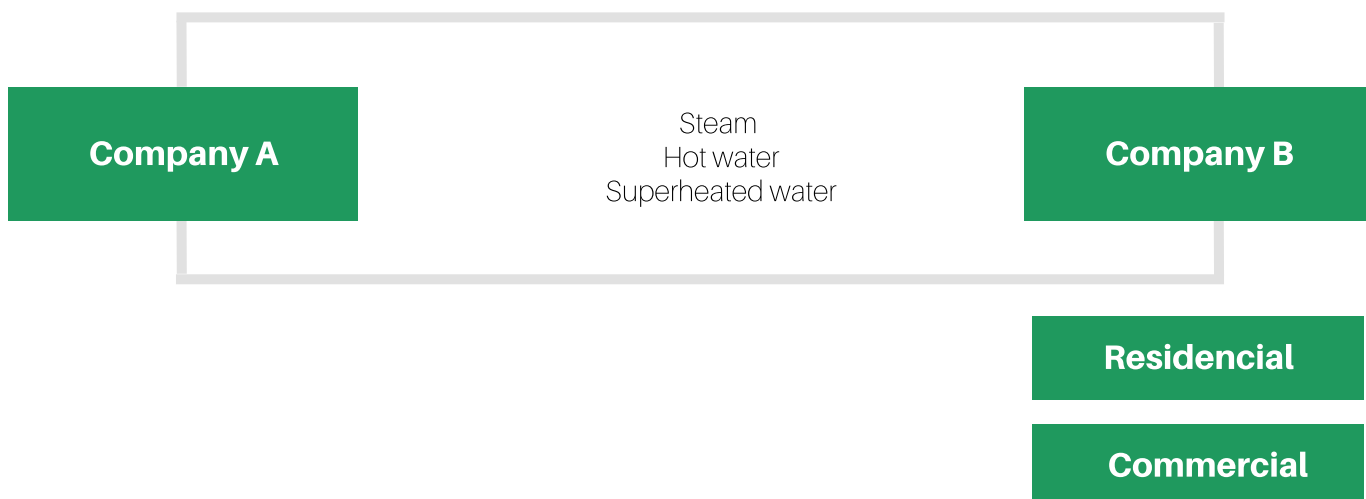 Company A
Steam
Hot water
Superheated water
Company B
Residencial
Commercial